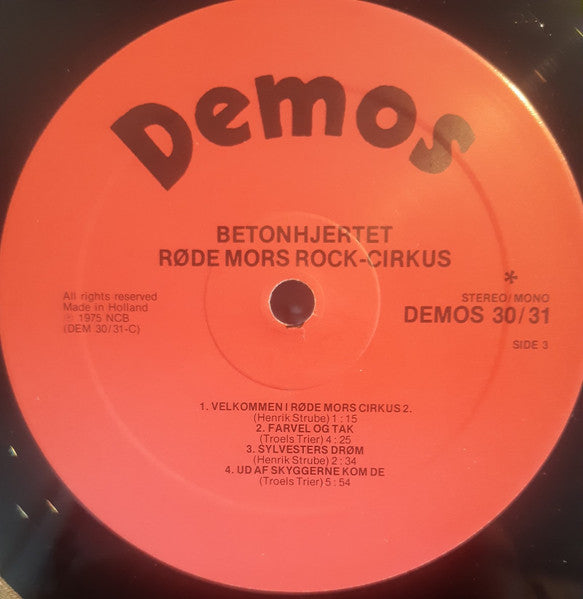 Demos
BETONHJERTET
RØDE MORS ROCK-CIRKUS
All rights reserved
Made in Holland
℗ 1975 NCB
(DEM 30/31-C)
*
STEREO/MONO
DEMOS 30/31
SIDE 3
1. VELKOMMEN I RØDE MORS CIRKUS 2.
(Henrik Strube) 1:15
2. FARVEL OG TAK
(Troels Trier) 4:25
3. SYLVESTERS DRØM
(Henrik Strube) 2:34
4. UD AF SKYGGERNE KOM DE
(Troels Trier) 5:54